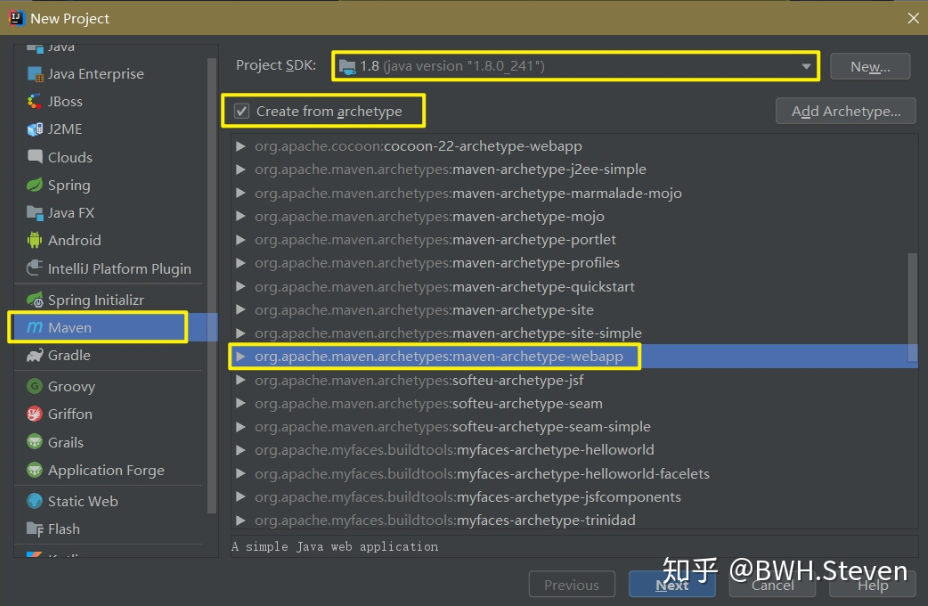 New Project
Java
Java Enterprise
JBoss
J2ME
Clouds
Spring
Java FX
Android
IntelliJ Platform Plugin
Spring Initializr
Maven
Gradle
Groovy
Griffon
Grails
Application Forge
Static Web
Flash
Project SDK:
1.8 (java version "1.8.0_241")
New...
Create from archetype
Add Archetype...
org.apache.cocoon:cocoon-22-archetype-webapp
org.apache.maven.archetypes:maven-archetype-j2ee-simple
org.apache.maven.archetypes:maven-archetype-marmalade-mojo
org.apache.maven.archetypes:maven-archetype-mojo
org.apache.maven.archetypes:maven-archetype-portlet
org.apache.maven.archetypes:maven-archetype-profiles
org.apache.maven.archetypes:maven-archetype-quickstart
org.apache.maven.archetypes:maven-archetype-site
org.apache.maven.archetypes:maven-archetype-site-simple
org.apache.maven.archetypes:maven-archetype-webapp
org.apache.maven.archetypes:softeu-archetype-jsf
org.apache.maven.archetypes:softeu-archetype-seam
org.apache.maven.archetypes:softeu-archetype-seam-simple
org.apache.myfaces.buildtools:myfaces-archetype-helloworld
org.apache.myfaces.buildtools:myfaces-archetype-helloworld-facelets
org.apache.myfaces.buildtools:myfaces-archetype-jsfcomponents
org.apache.myfaces.buildtools:myfaces-archetype-trinidad
A simple Java web application
Previous
Next
Cancel
Help
知乎 @BWH.Steven